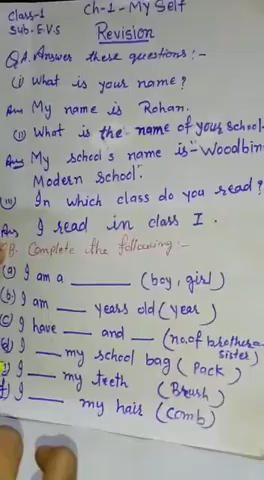 Class-1 Ch-1-My Self
Sub-E.V.S Revision
Q A. Answer these questions:-
(i) What is your name?
Ans My name is Rohan.
(ii) What is the name of your school.
Ans My school's name is "Woodbin
Modern School".
(iii) In which class do you read?
Ans I read in class I.
B. Complete the following:-
(a) I am a ______ (boy, girl)
(b) I am ___ years old (year)
(c) I have ___ and ___ (no. of brother
sister)
(d) I ___ my school bag (Pack)
I ___ my teeth (Brush)
I ___ my hair (comb)